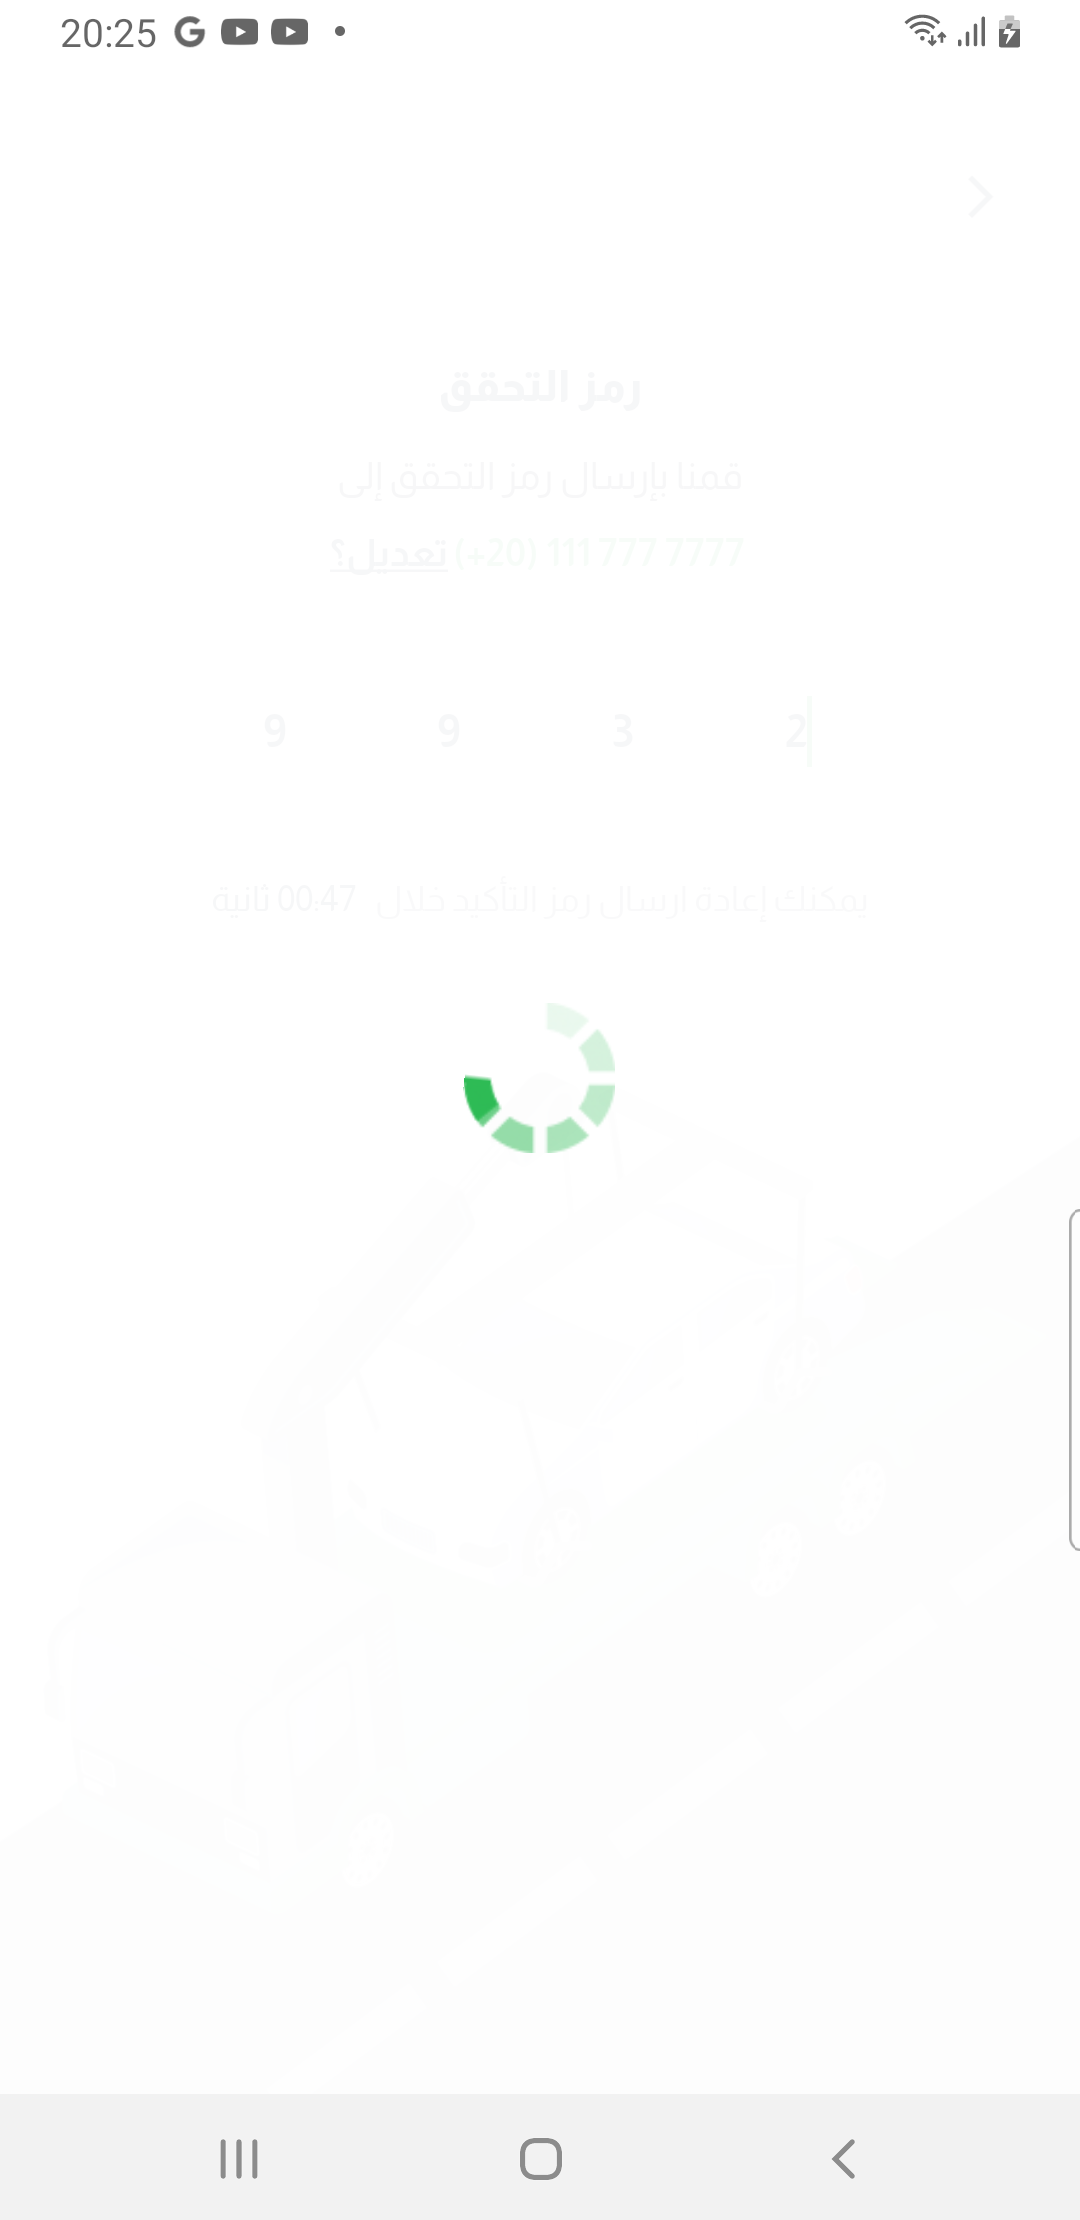 20:25
رمز التحقق
قمنا بإرسال رمز التحقق إلى
(+20) 111 777 7777 تعديل؟
9 9 3 2
يمكنك إعادة ارسال رمز التأكيد خلال 00:47 ثانية